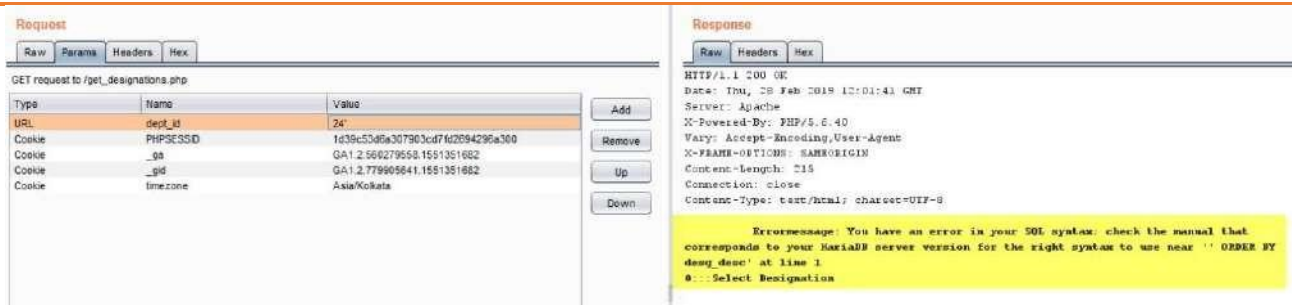 Request
Raw Params Headers Hex
GET request to /get_designations.php
Type Name Value
URL dept_id 24'
Cookie PHPSESSID 1d39c53d6a307903cd7fd2694296a300
Cookie _ga GA1.2.560279558.1551351682
Cookie _gid GA1.2.779905641.1551351682
Cookie timezone Asia/Kolkata
Add
Remove
Up
Down
Response
Raw Headers Hex
HTTP/1.1 200 OK
Date: Thu, 28 Feb 2019 12:01:41 GMT
Server: Apache
X-Powered-By: PHP/5.6.40
Vary: Accept-Encoding,User-Agent
X-FRAME-OPTIONS: SAMEORIGIN
Content-Length: 215
Connection: close
Content-Type: text/html; charset=UTF-8
Errormessage: You have an error in your SQL syntax; check the manual that
corresponds to your MariaDB server version for the right syntax to use near '' ORDER BY
desg_desc' at line 1
0:::Select Designation